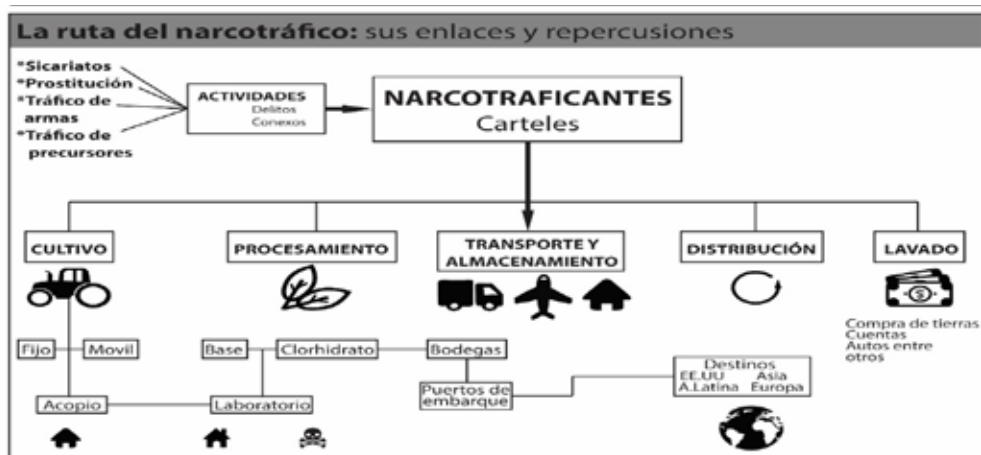 La ruta del narcotráfico: sus enlaces y repercusiones
*Sicariatos
*Prostitución
*Tráfico de
armas
*Tráfico de
precursores
ACTIVIDADES
Delitos
Conexos
NARCOTRAFICANTES
Carteles
CULTIVO
PROCESAMIENTO
TRANSPORTE Y
ALMACENAMIENTO
DISTRIBUCIÓN
LAVADO
$
Compra de tierras
Cuentas
Autos entre
otros
Fijo
Movil
Base
Clorhidrato
Bodegas
Destinos
EE.UU Asia
A.Latina Europa
Puertos de
embarque
Acopio
Laboratorio